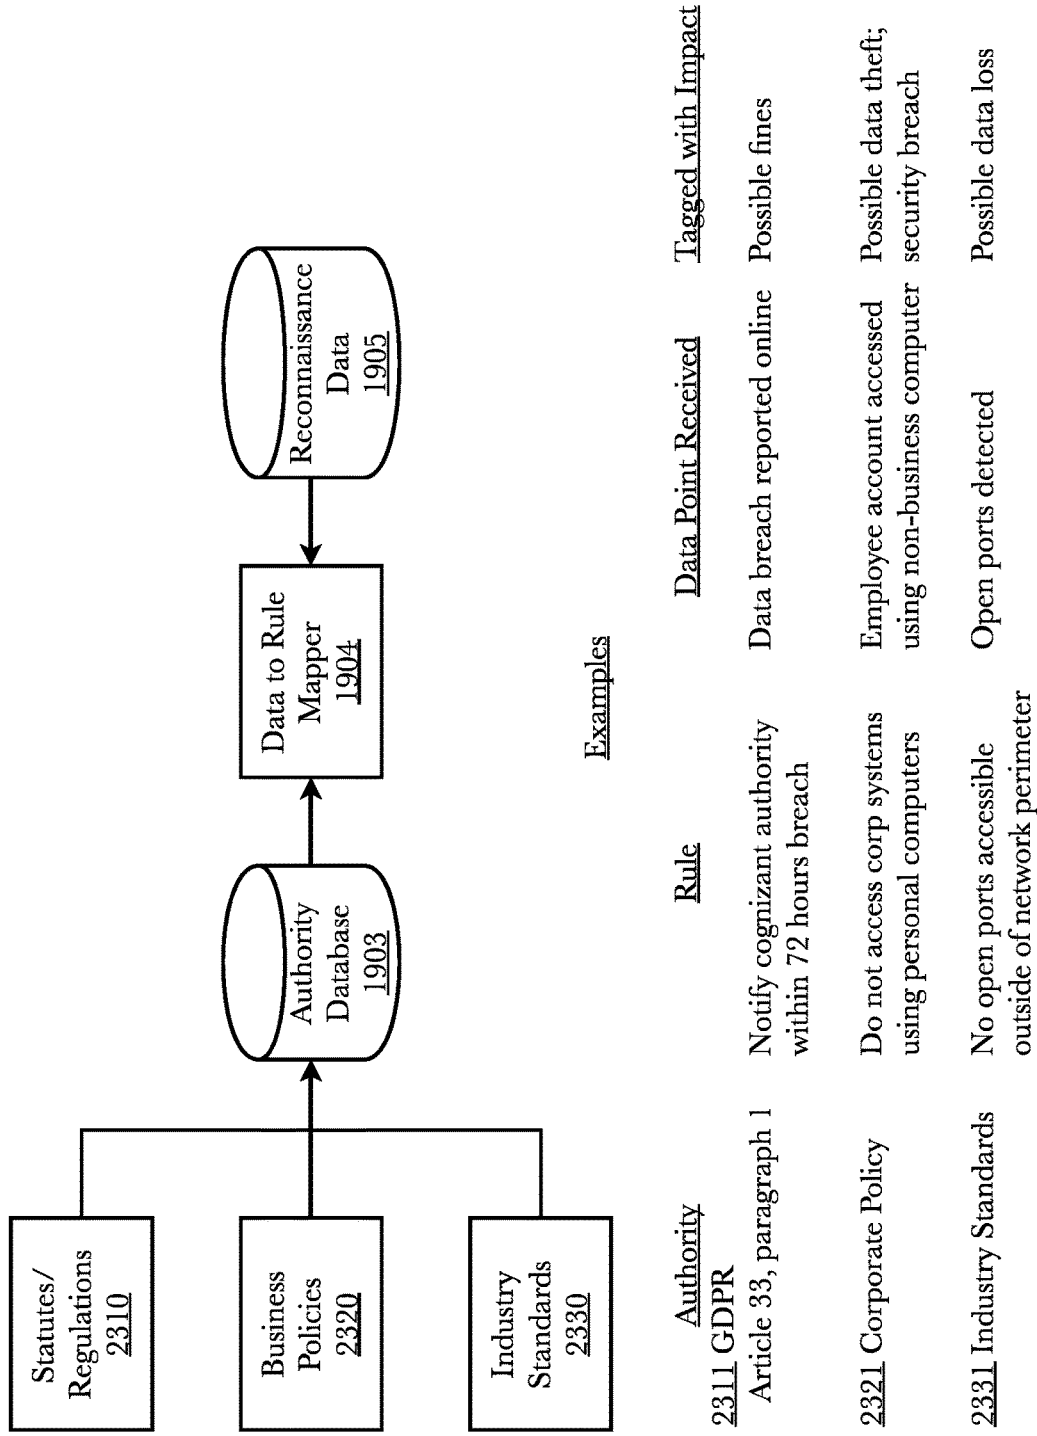 Statutes/
Regulations
2310
Business
Policies
2320
Industry
Standards
2330
Authority
Database
1903
Data to Rule
Mapper
1904
Reconnaissance
Data
1905
Examples
Authority
Rule
Data Point Received
Tagged with Impact
2311 GDPR
Article 33, paragraph 1
Notify cognizant authority
within 72 hours breach
Data breach reported online
Possible fines
2321 Corporate Policy
Do not access corp systems
using personal computers
Employee account accessed
using non-business computer
Possible data theft;
security breach
2331 Industry Standards
No open ports accessible
outside of network perimeter
Open ports detected
Possible data loss